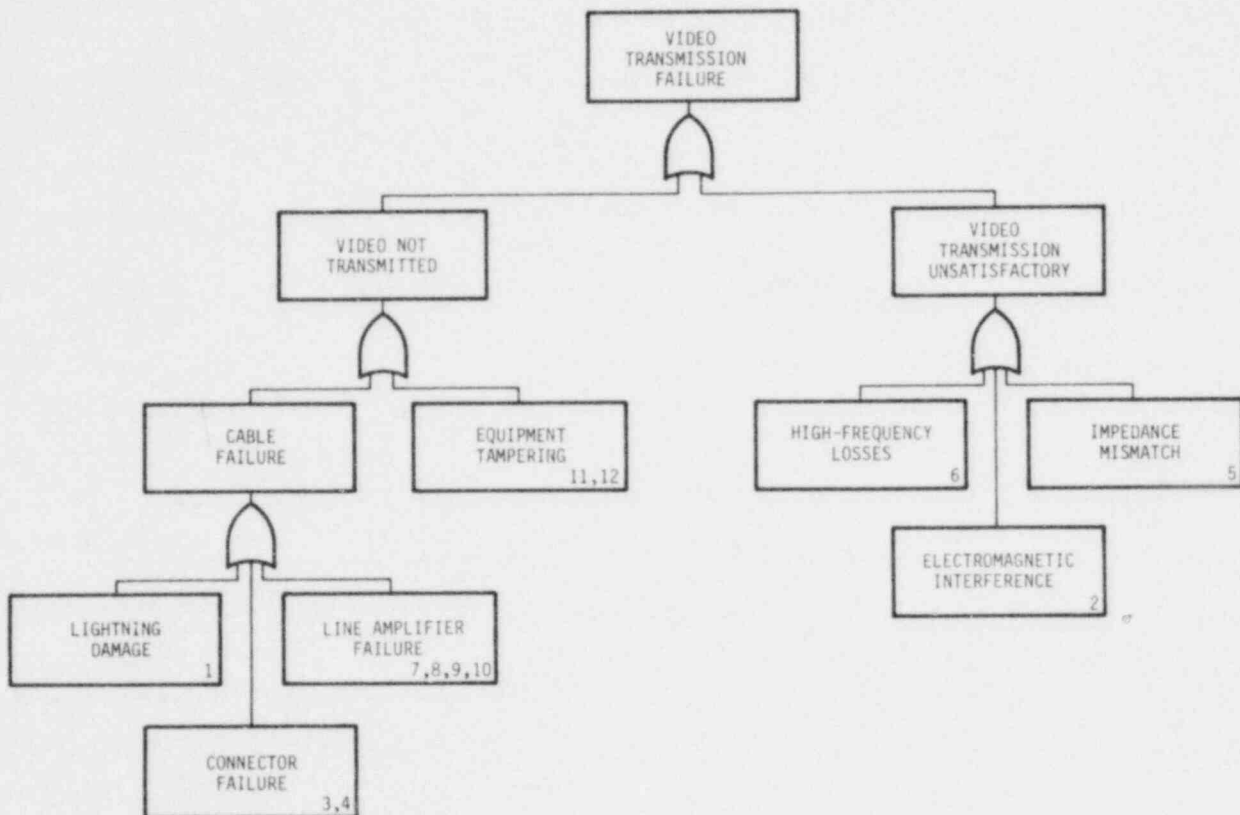 VIDEO
TRANSMISSION
FAILURE
VIDEO NOT
TRANSMITTED
VIDEO
TRANSMISSION
UNSATISFACTORY
CABLE
FAILURE
EQUIPMENT
TAMPERING
11,12
HIGH-FREQUENCY
LOSSES
6
IMPEDANCE
MISMATCH
5
ELECTROMAGNETIC
INTERFERENCE
2
LIGHTNING
DAMAGE
1
LINE AMPLIFIER
FAILURE
7,8,9,10
CONNECTOR
FAILURE
3,4